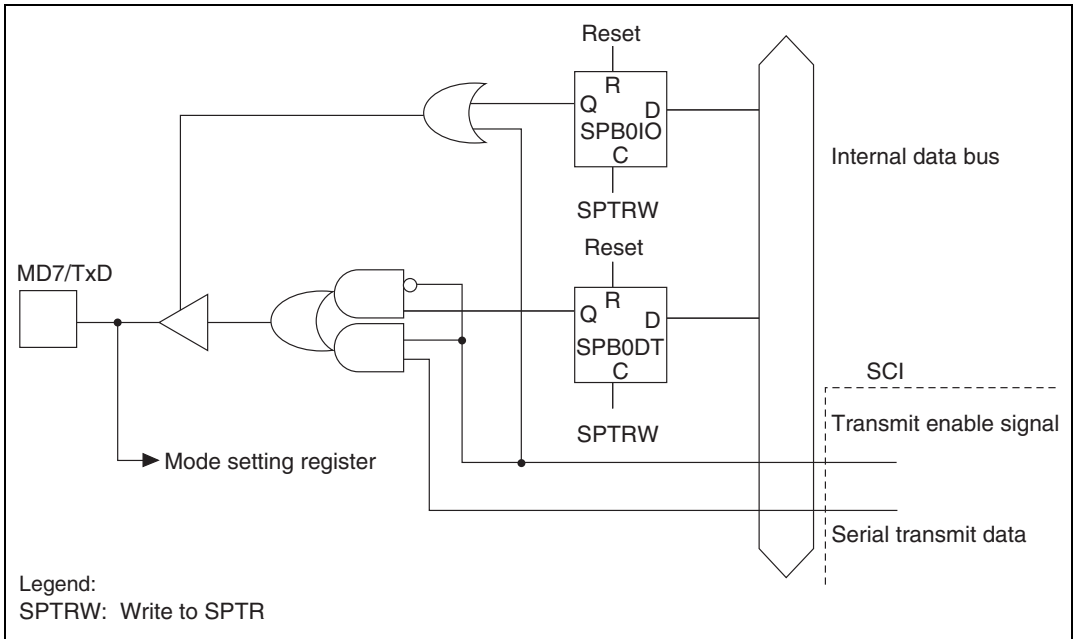 Reset
R
Q D
SPB0IO
C
SPTRW
Internal data bus
Reset
MD7/TxD
R
Q D
SPB0DT
C
SPTRW
SCI
Transmit enable signal
Mode setting register
Serial transmit data
Legend:
SPTRW: Write to SPTR